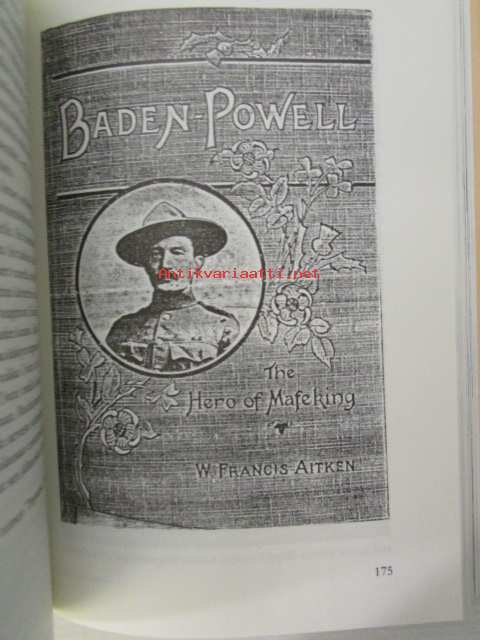 BADEN-POWELL
Antikvariaatti.net
The
Hero of Mafeking
W. FRANCIS AITKEN
175